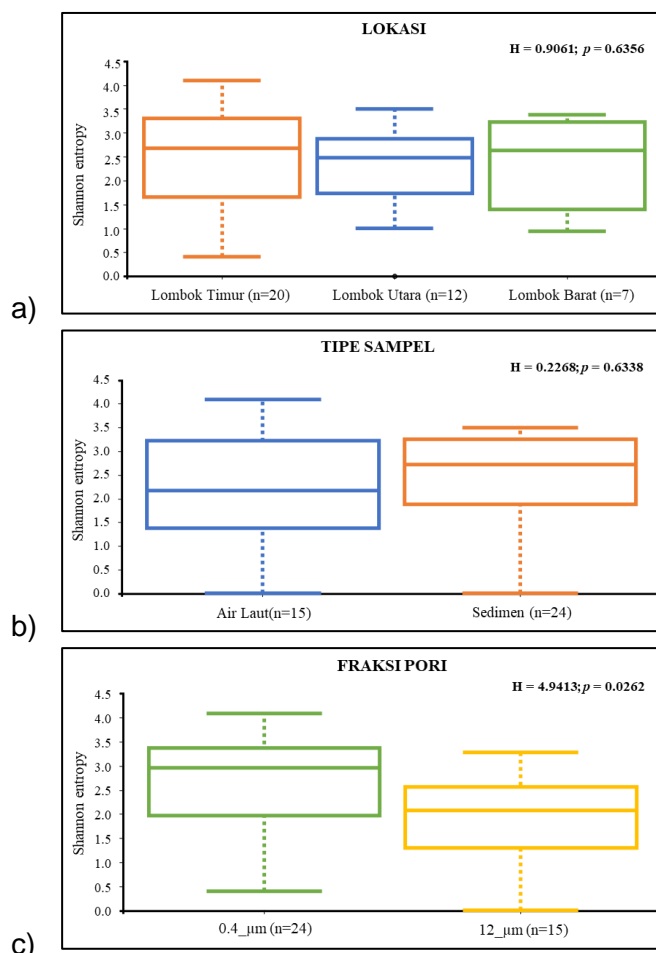 LOKASI
H = 0.9061; p = 0.6356
Shannon entropy
4.5
4.0
3.5
3.0
2.5
2.0
1.5
1.0
0.5
0.0
Lombok Timur (n=20) Lombok Utara (n=12) Lombok Barat (n=7)
a)
TIPE SAMPEL
H = 0.2268; p = 0.6338
Shannon entropy
4.5
4.0
3.5
3.0
2.5
2.0
1.5
1.0
0.5
0.0
Air Laut(n=15) Sedimen (n=24)
b)
FRAKSI PORI
H = 4.9413; p = 0.0262
Shannon entropy
4.5
4.0
3.5
3.0
2.5
2.0
1.5
1.0
0.5
0.0
0.4_μm (n=24) 12_μm (n=15)
c)